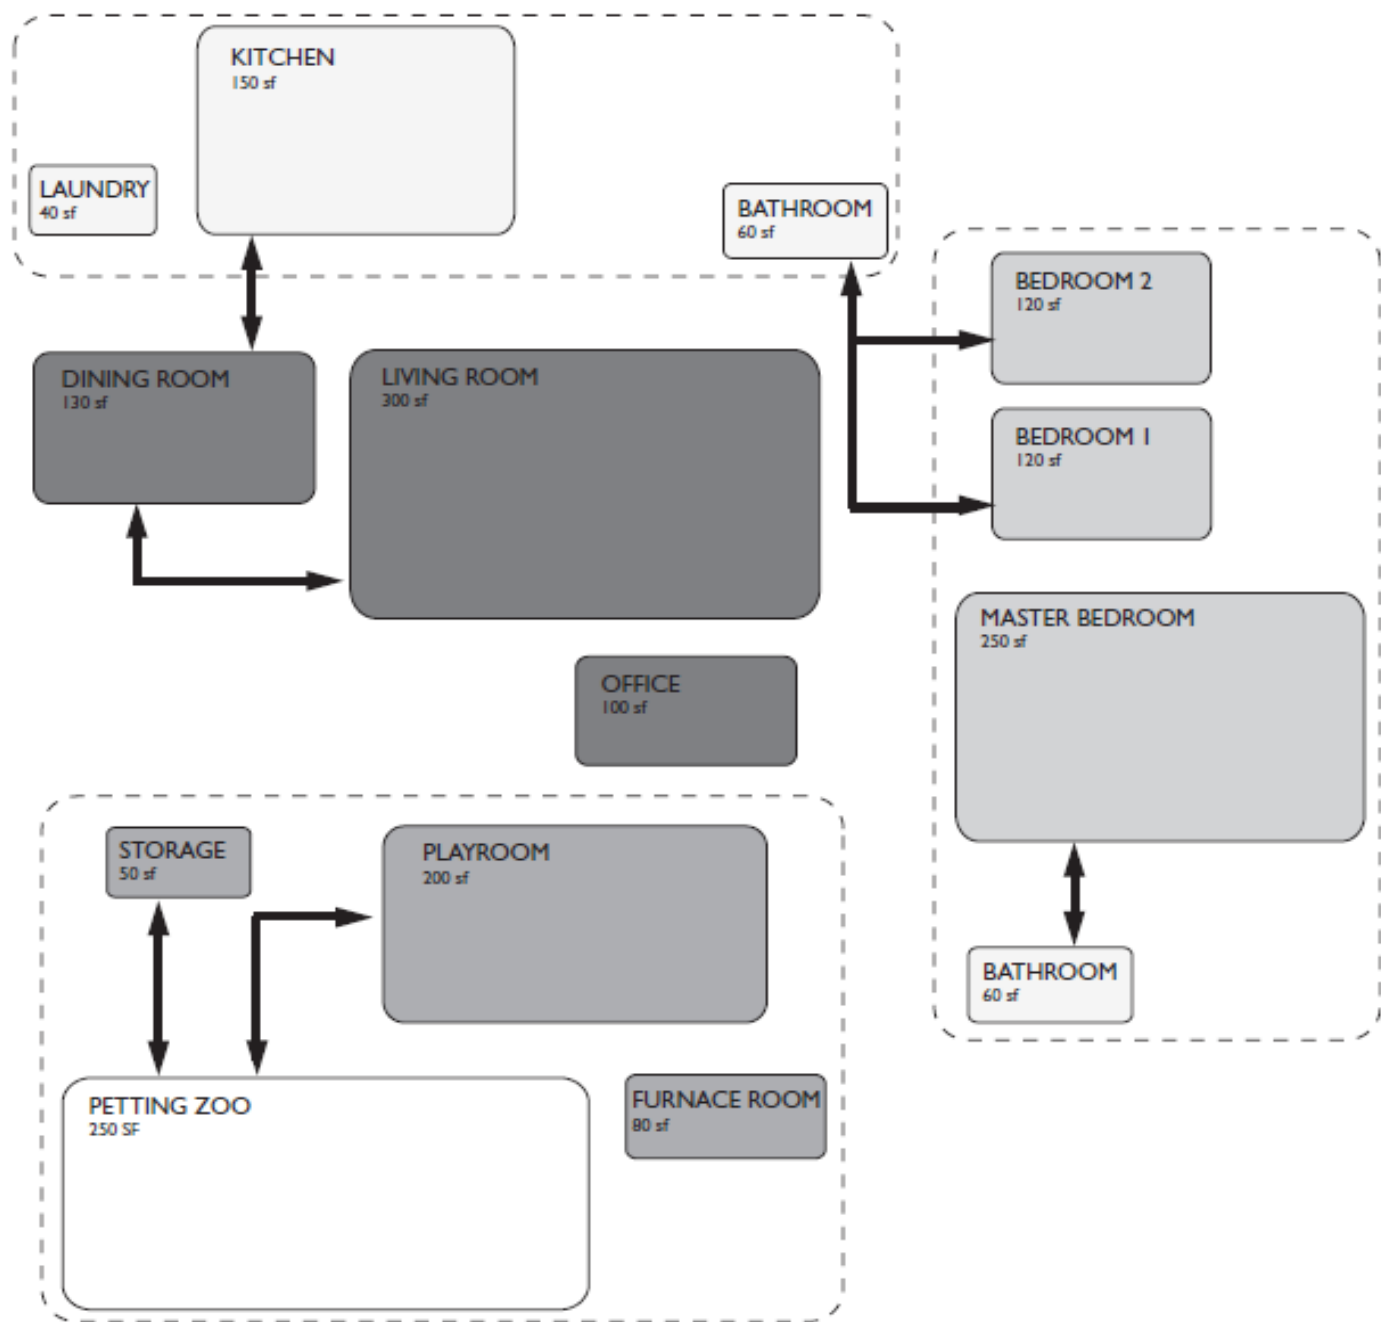 KITCHEN
150 sf
LAUNDRY
40 sf
BATHROOM
60 sf
BEDROOM 2
120 sf
DINING ROOM
130 sf
LIVING ROOM
300 sf
BEDROOM 1
120 sf
MASTER BEDROOM
250 sf
OFFICE
100 sf
STORAGE
50 sf
PLAYROOM
200 sf
BATHROOM
60 sf
PETTING ZOO
250 SF
FURNACE ROOM
80 sf